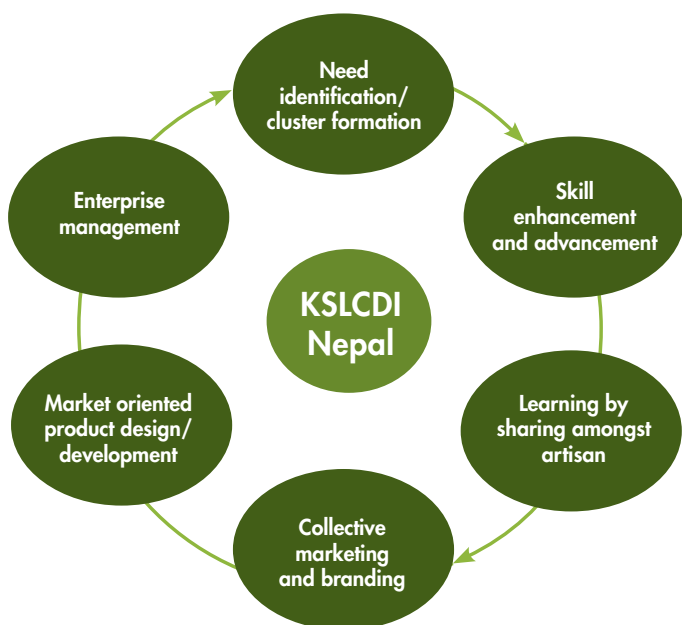 Need
identification/
cluster formation
Skill
enhancement
and advancement
Learning by
sharing amongst
artisan
Collective
marketing
and branding
Market oriented
product design/
development
Enterprise
management
KSLCDI
Nepal